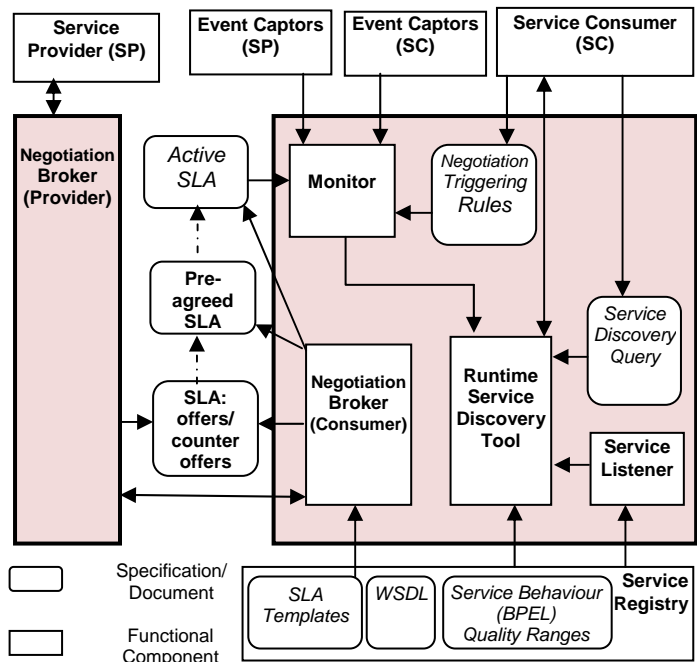 Service
Provider (SP)
Event Captors
(SP)
Event Captors
(SC)
Service Consumer
(SC)
Negotiation
Broker
(Provider)
Active
SLA
Monitor
Negotiation
Triggering
Rules
Pre-
agreed
SLA
Service
Discovery
Query
SLA:
offers/
counter
offers
Negotiation
Broker
(Consumer)
Runtime
Service
Discovery
Tool
Service
Listener
Specification/
Document
Functional
Component
SLA
Templates
WSDL
Service Behaviour
(BPEL)
Quality Ranges
Service
Registry